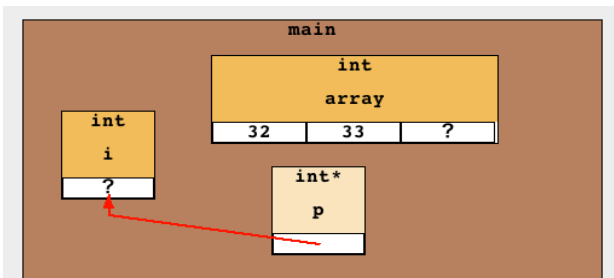 main
int
array
32 33 ?
int
i
?
int*
p